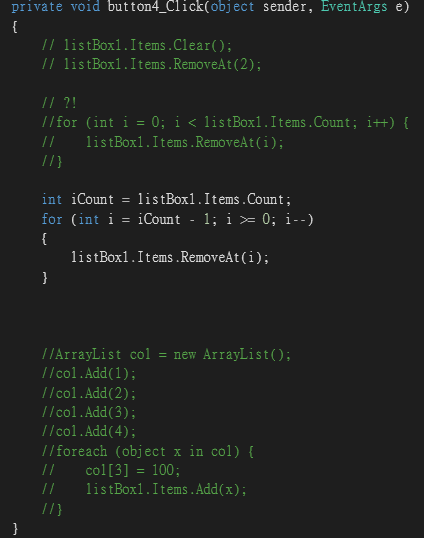 private void button4_Click(object sender, EventArgs e)
{
    // listBox1.Items.Clear();
    // listBox1.Items.RemoveAt(2);

    // ?!
    //for (int i = 0; i < listBox1.Items.Count; i++) {
    //    listBox1.Items.RemoveAt(i);
    //}

    int iCount = listBox1.Items.Count;
    for (int i = iCount - 1; i >= 0; i--)
    {
        listBox1.Items.RemoveAt(i);
    }

    //ArrayList col = new ArrayList();
    //col.Add(1);
    //col.Add(2);
    //col.Add(3);
    //col.Add(4);
    //foreach (object x in col) {
    //    col[3] = 100;
    //    listBox1.Items.Add(x);
    //}
}